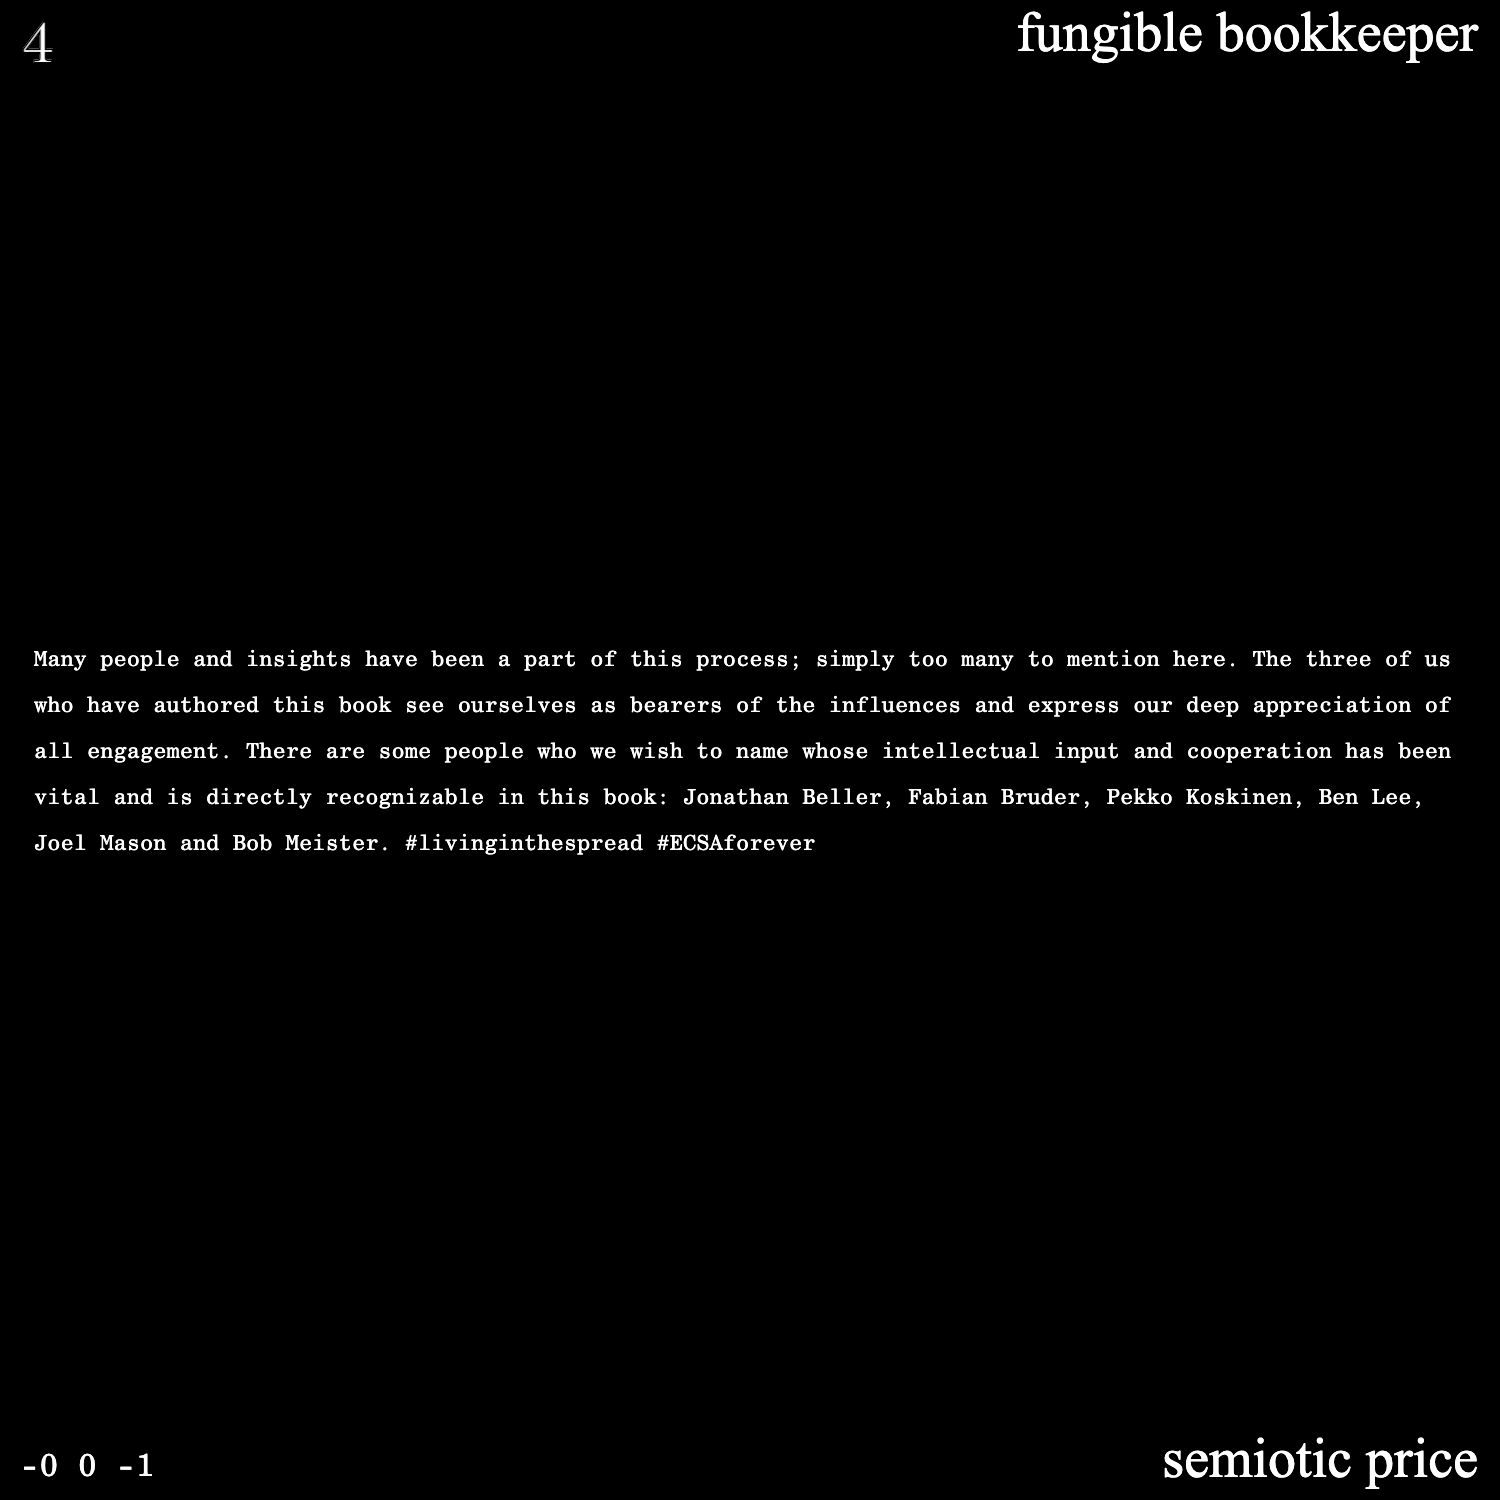 4
fungible bookkeeper
Many people and insights have been a part of this process; simply too many to mention here. The three of us
who have authored this book see ourselves as bearers of the influences and express our deep appreciation of
all engagement. There are some people who we wish to name whose intellectual input and cooperation has been
vital and is directly recognizable in this book: Jonathan Beller, Fabian Bruder, Pekko Koskinen, Ben Lee,
Joel Mason and Bob Meister. #livinginthespread #ECSAforever
-0 0 -1
semiotic price